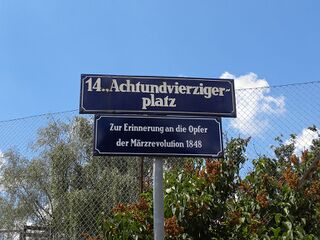 14., Achtundvierziger-
platz
Zur Erinnerung an die Opfer
der Märzrevolution 1848